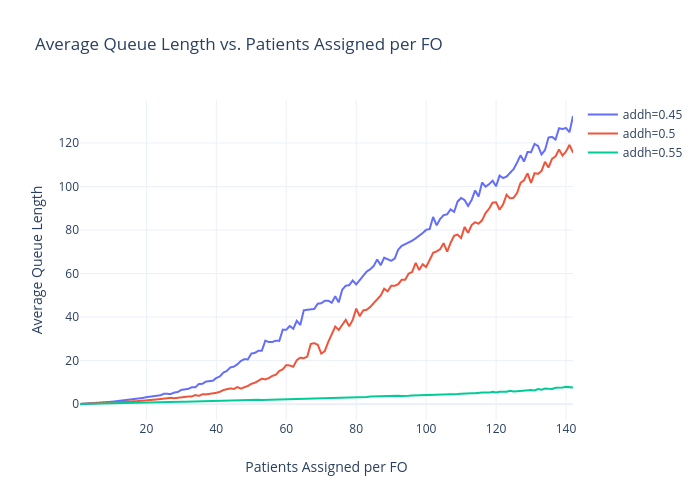 Average Queue Length vs. Patients Assigned per FO
addh=0.45
addh=0.5
addh=0.55
120
100
80
60
40
20
0
Average Queue Length
20 40 60 80 100 120 140
Patients Assigned per FO